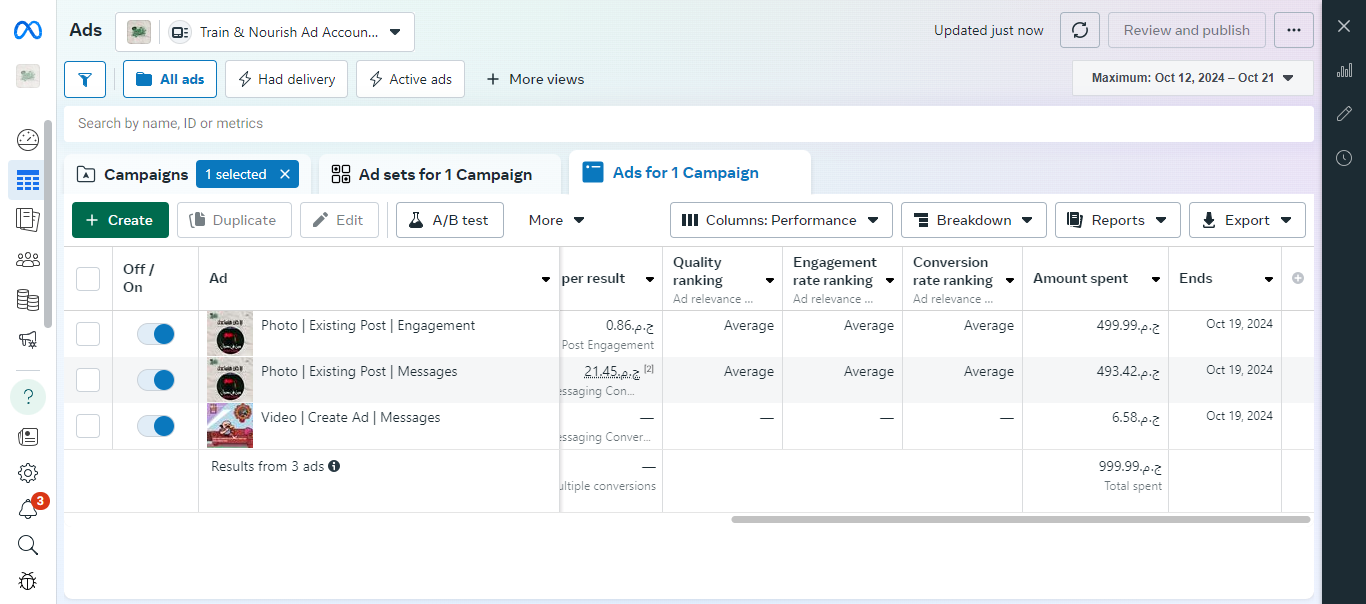 Ads
Train & Nourish Ad Accoun...
Updated just now
Review and publish
All ads
Had delivery
Active ads
+ More views
Maximum: Oct 12, 2024 – Oct 21
Search by name, ID or metrics
Campaigns
1 selected
Ad sets for 1 Campaign
Ads for 1 Campaign
+ Create
Duplicate
Edit
A/B test
More
Columns: Performance
Breakdown
Reports
Export
Off /
On
Ad
per result
Quality
ranking
Ad relevance ...
Engagement
rate ranking
Ad relevance ...
Conversion
rate ranking
Ad relevance ...
Amount spent
Ends
Photo | Existing Post | Engagement
ج.م.0.86
Post Engagement
Average
Average
Average
ج.م.499.99
Oct 19, 2024
Photo | Existing Post | Messages
ج.م.21.45 [2]
essaging Con...
Average
Average
Average
ج.م.493.42
Oct 19, 2024
Video | Create Ad | Messages
—
essaging Conver...
—
—
—
ج.م.6.58
Oct 19, 2024
Results from 3 ads
—
ultiple conversions
ج.م.999.99
Total spent
?
3